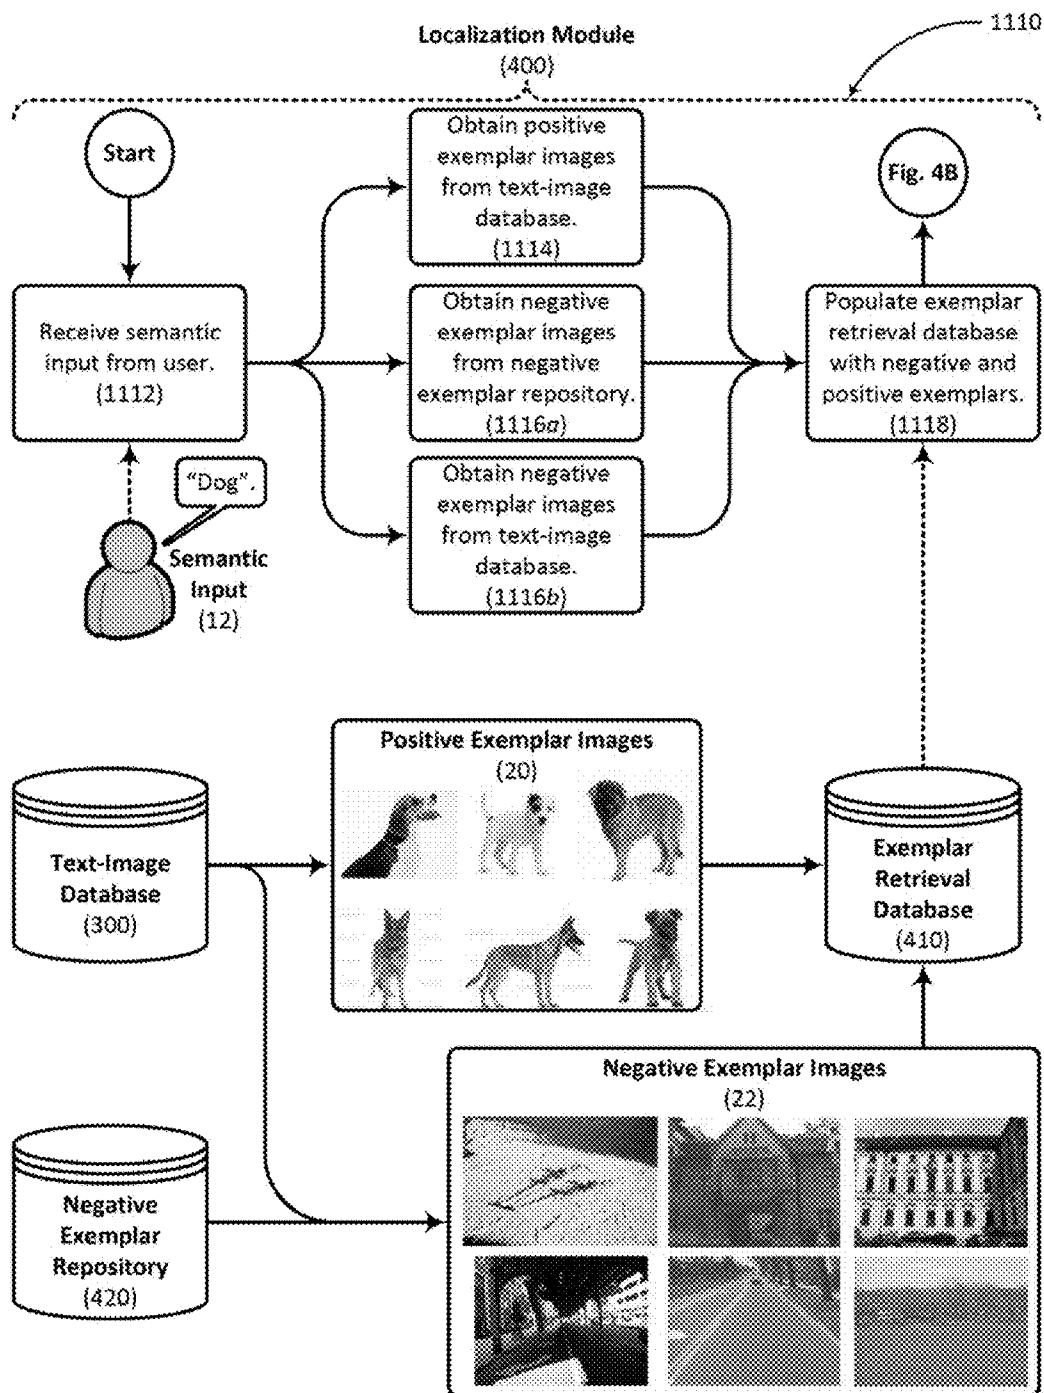 1110
Localization Module
(400)
Start
Obtain positive
exemplar images
from text-image
database.
(1114)
Fig. 4B
Receive semantic
input from user.
(1112)
Obtain negative
exemplar images
from negative
exemplar repository.
(1116a)
Populate exemplar
retrieval database
with negative and
positive exemplars.
(1118)
"Dog".
Semantic
Input
(12)
Obtain negative
exemplar images
from text-image
database.
(1116b)
Positive Exemplar Images
(20)
Text-Image
Database
(300)
Exemplar
Retrieval
Database
(410)
Negative Exemplar Images
(22)
Negative
Exemplar
Repository
(420)